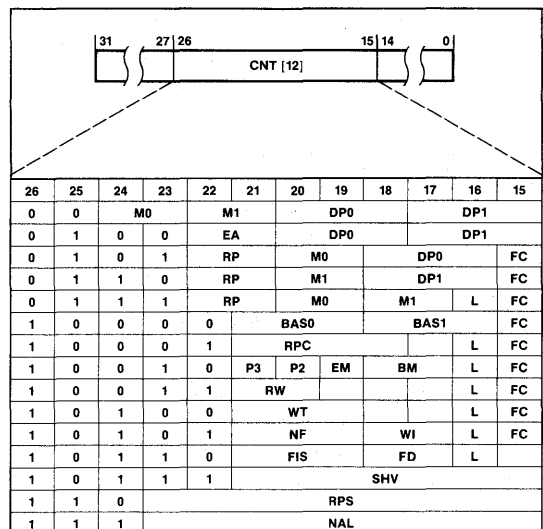 31 27 26 15 14 0
CNT [12]
26 25 24 23 22 21 20 19 18 17 16 15
0 0 M0 M1 DP0 DP1
0 1 0 0 EA DP0 DP1
0 1 0 1 RP M0 DP0 FC
0 1 1 0 RP M1 DP1 FC
0 1 1 1 RP M0 M1 L FC
1 0 0 0 0 BAS0 BAS1 FC
1 0 0 0 1 RPC L FC
1 0 0 1 0 P3 P2 EM BM L FC
1 0 0 1 1 RW L FC
1 0 1 0 0 WT L FC
1 0 1 0 1 NF WI L FC
1 0 1 1 0 FIS FD L
1 0 1 1 1 SHV
1 1 0 RPS
1 1 1 NAL